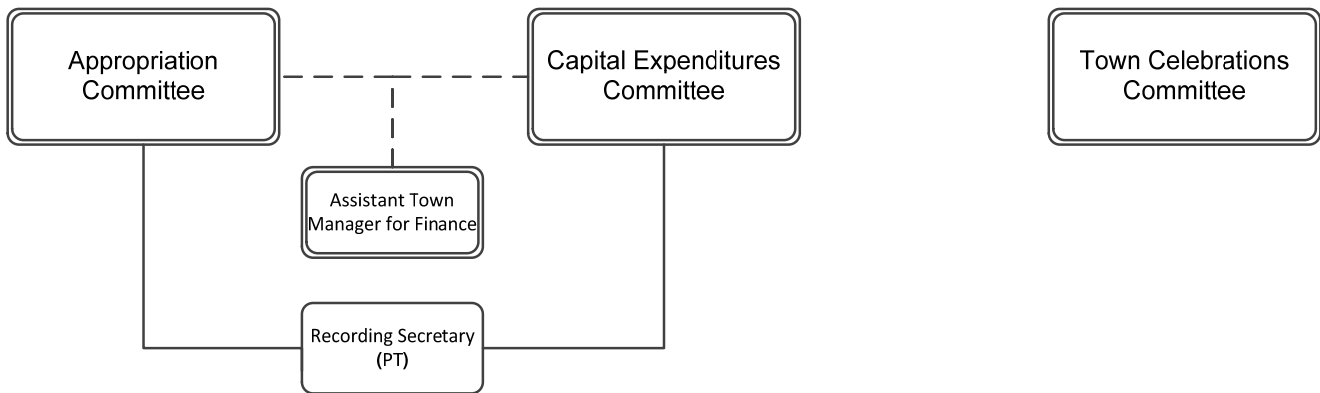 Appropriation
Committee
Capital Expenditures
Committee
Town Celebrations
Committee
Assistant Town
Manager for Finance
Recording Secretary
(PT)